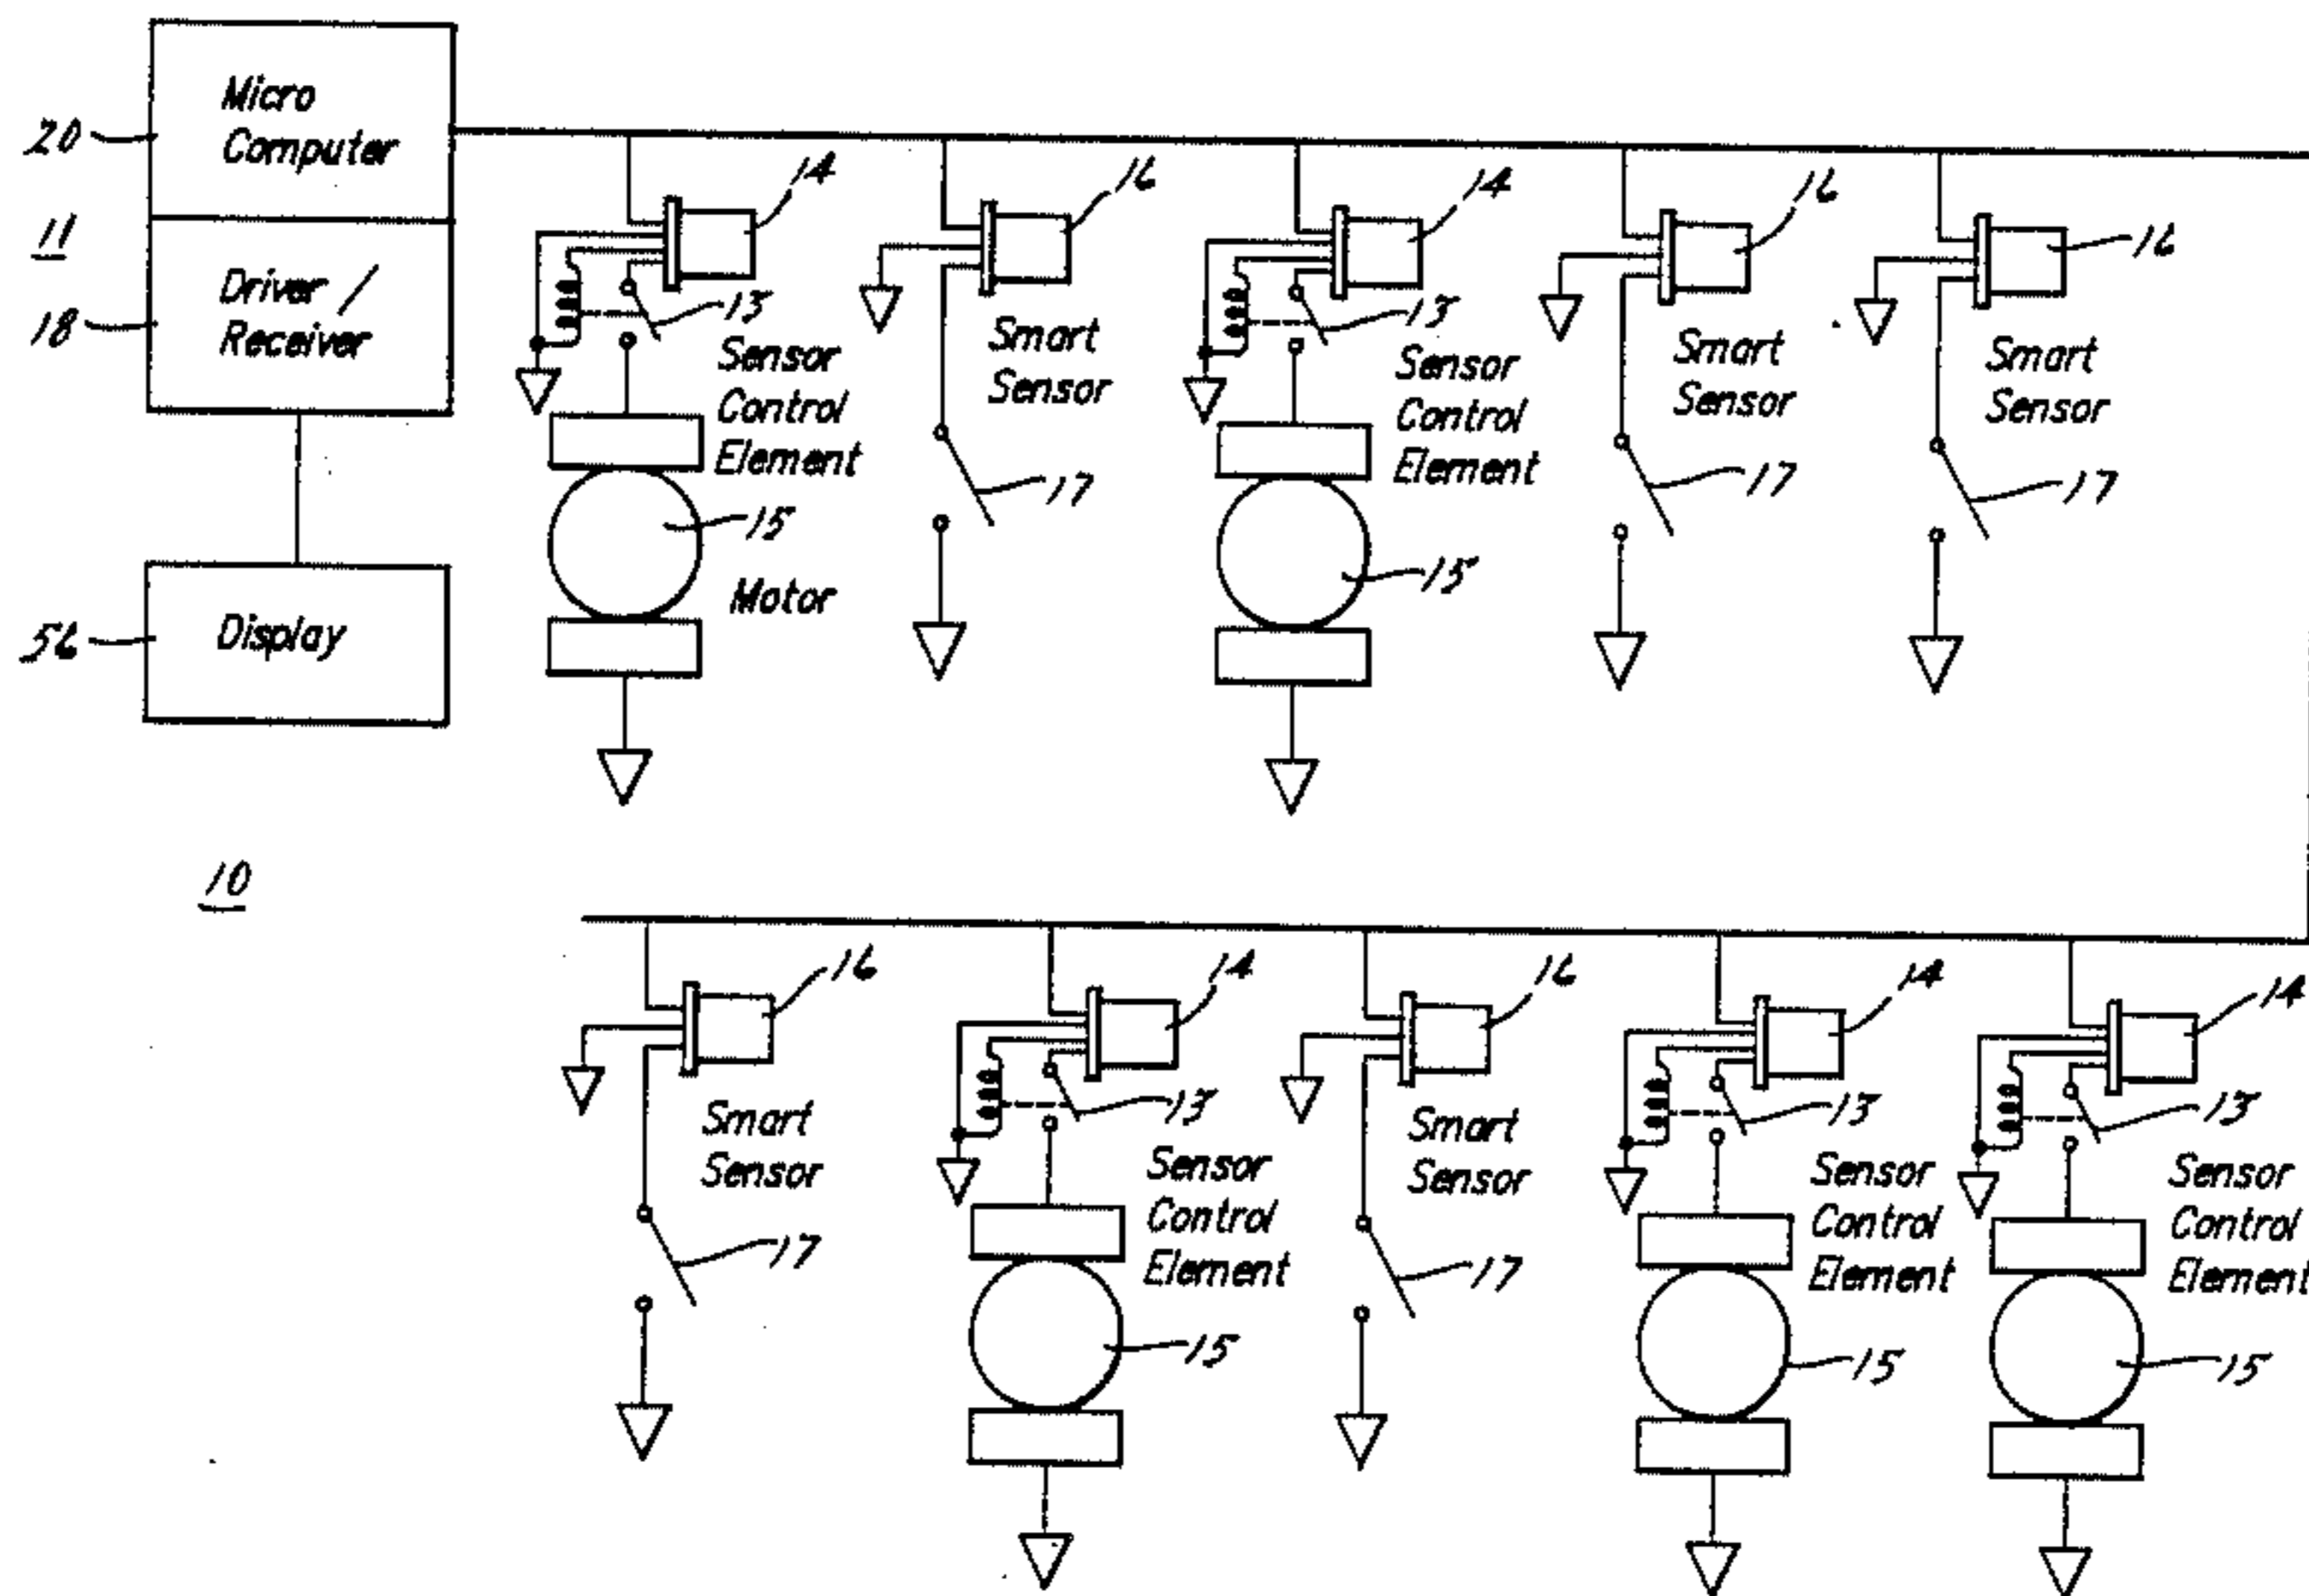 Micro
Computer
20
11
Driver /
Receiver
18
Display
56
14
13
Sensor
Control
Element
15
Motor
16
Smart
Sensor
17
14
13
Sensor
Control
Element
15
16
Smart
Sensor
17
16
Smart
Sensor
17
10
16
Smart
Sensor
17
14
13
Sensor
Control
Element
15
16
Smart
Sensor
17
14
13
Sensor
Control
Element
15
14
13
Sensor
Control
Element
15